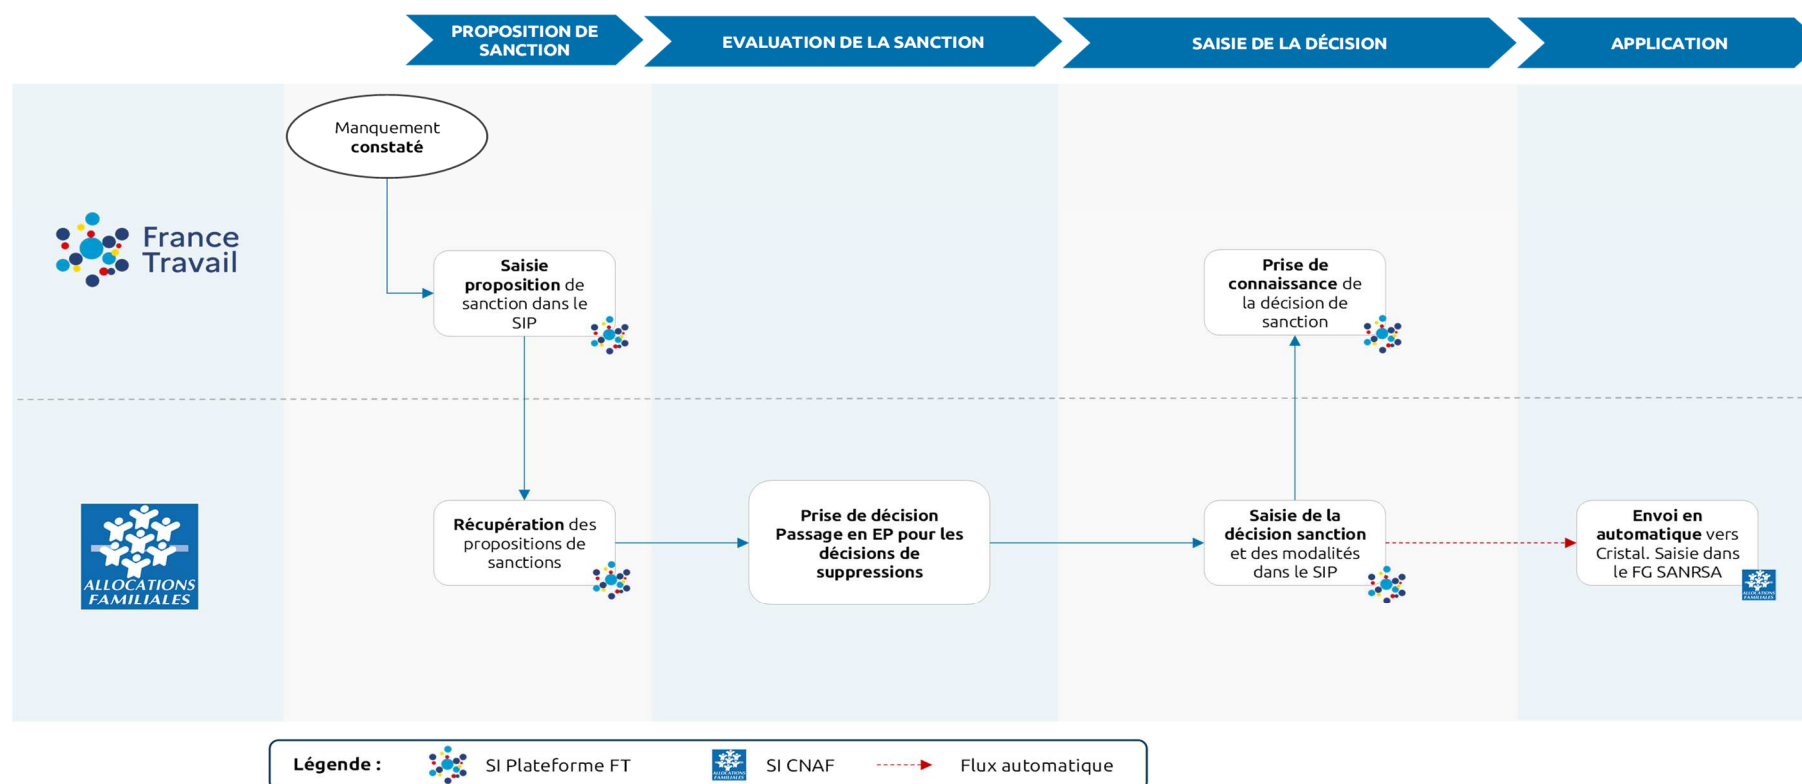 PROPOSITION DE
SANCTION
EVALUATION DE LA SANCTION
SAISIE DE LA DÉCISION
APPLICATION
Manquement
constaté
France
Travail
Saisie
proposition de
sanction dans le
SIP
Prise de
connaissance de
la décision de
sanction
ALLOCATIONS
FAMILIALES
Récupération des
propositions de
sanctions
Prise de décision
Passage en EP pour les
décisions de
suppressions
Saisie de la
décision sanction
et des modalités
dans le SIP
Envoi en
automatique vers
Cristal. Saisie dans
le FG SANRSA
ALLOCATIONS
FAMILIALES
Légende :
SI Plateforme FT
ALLOCATIONS
FAMILIALES
SI CNAF
Flux automatique